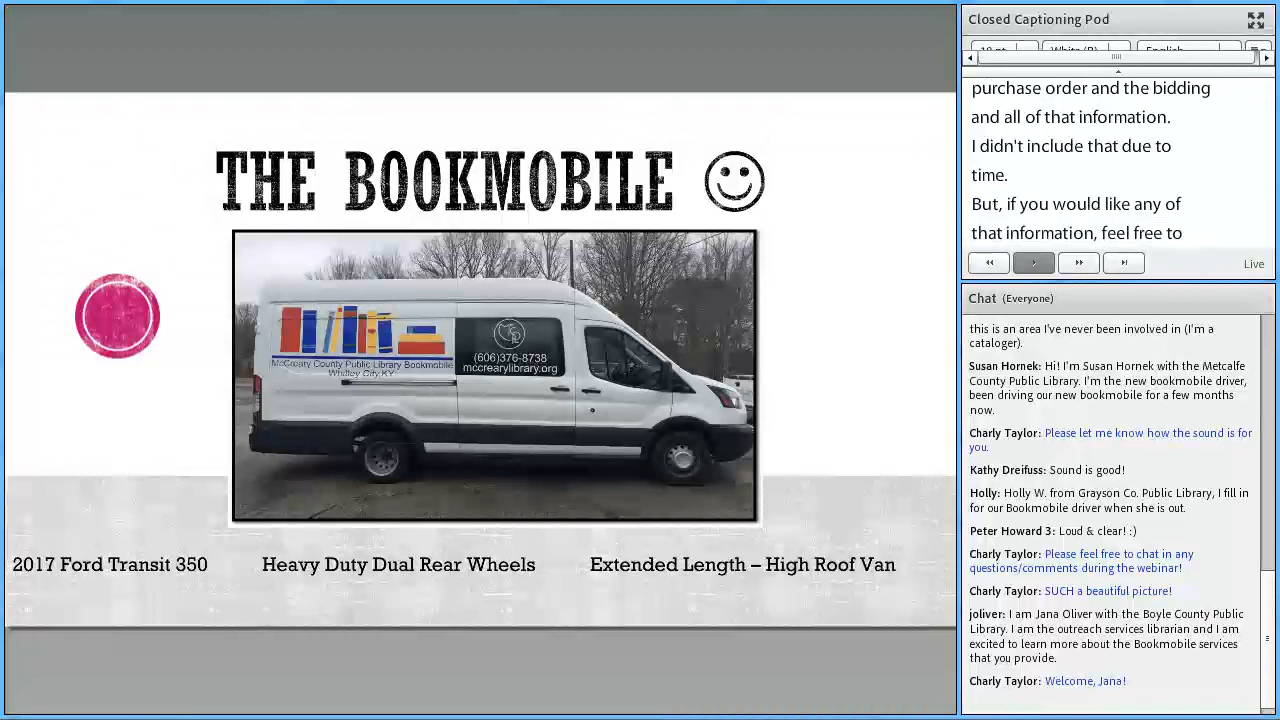 THE BOOKMOBILE
McCreary County Public Library Bookmobile
Whitley City,KY
(606)376-8738
mccrearylibrary.org
2017 Ford Transit 350
Heavy Duty Dual Rear Wheels
Extended Length – High Roof Van
Closed Captioning Pod
purchase order and the bidding
and all of that information.
I didn't include that due to
time.
But, if you would like any of
that information, feel free to
Live
Chat (Everyone)
this is an area I've never been involved in (I'm a
cataloger).
Susan Hornek: Hi! I'm Susan Hornek with the Metcalfe
County Public Library. I'm the new bookmobile driver,
been driving our new bookmobile for a few months
now.
Charly Taylor: Please let me know how the sound is for
you.
Kathy Dreifuss: Sound is good!
Holly: Holly W. from Grayson Co. Public Library, I fill in
for our Bookmobile driver when she is out.
Peter Howard 3: Loud & clear! :)
Charly Taylor: Please feel free to chat in any
questions/comments during the webinar!
Charly Taylor: SUCH a beautiful picture!
joliver: I am Jana Oliver with the Boyle County Public
Library. I am the outreach services librarian and I am
excited to learn more about the Bookmobile services
that you provide.
Charly Taylor: Welcome, Jana!